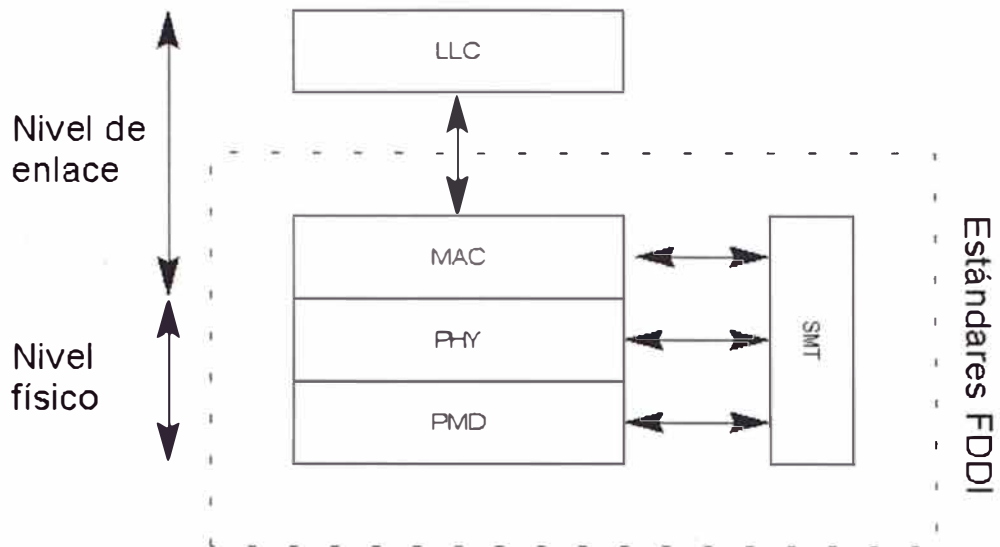 LLC
Nivel de
enlace
MAC
PHY
SMT
Nivel
físico
PMD
Estándares FDDI